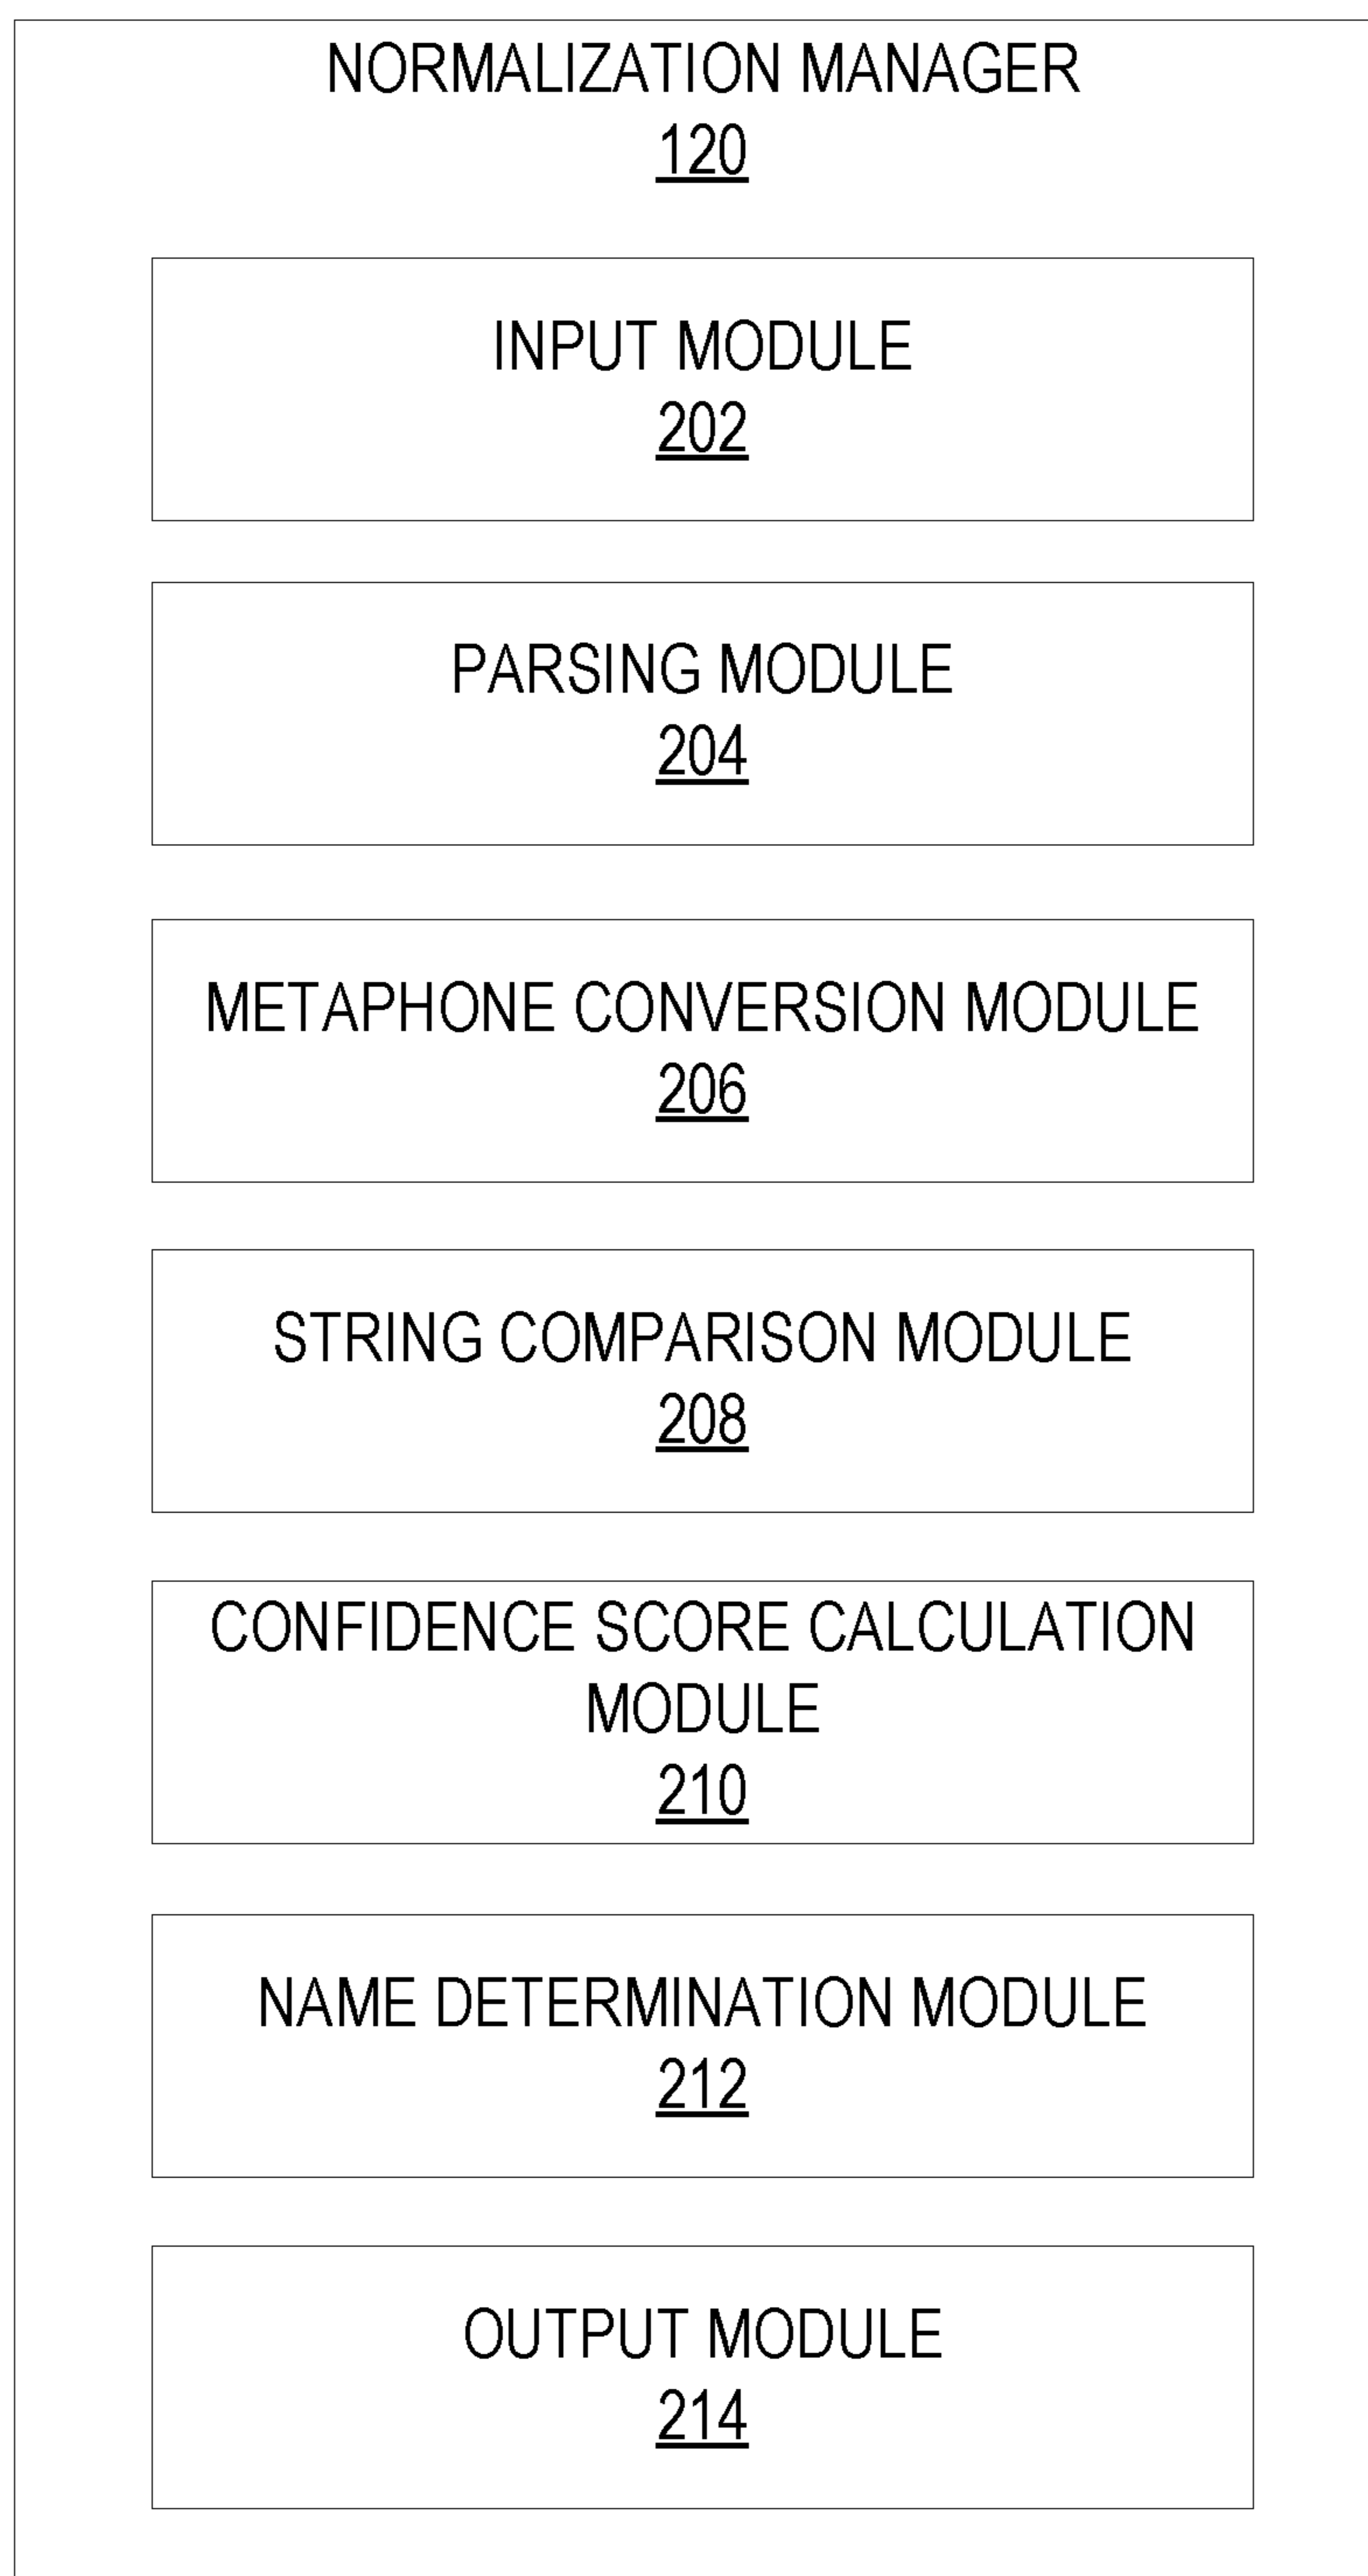 NORMALIZATION MANAGER
120
INPUT MODULE
202
PARSING MODULE
204
METAPHONE CONVERSION MODULE
206
STRING COMPARISON MODULE
208
CONFIDENCE SCORE CALCULATION
MODULE
210
NAME DETERMINATION MODULE
212
OUTPUT MODULE
214